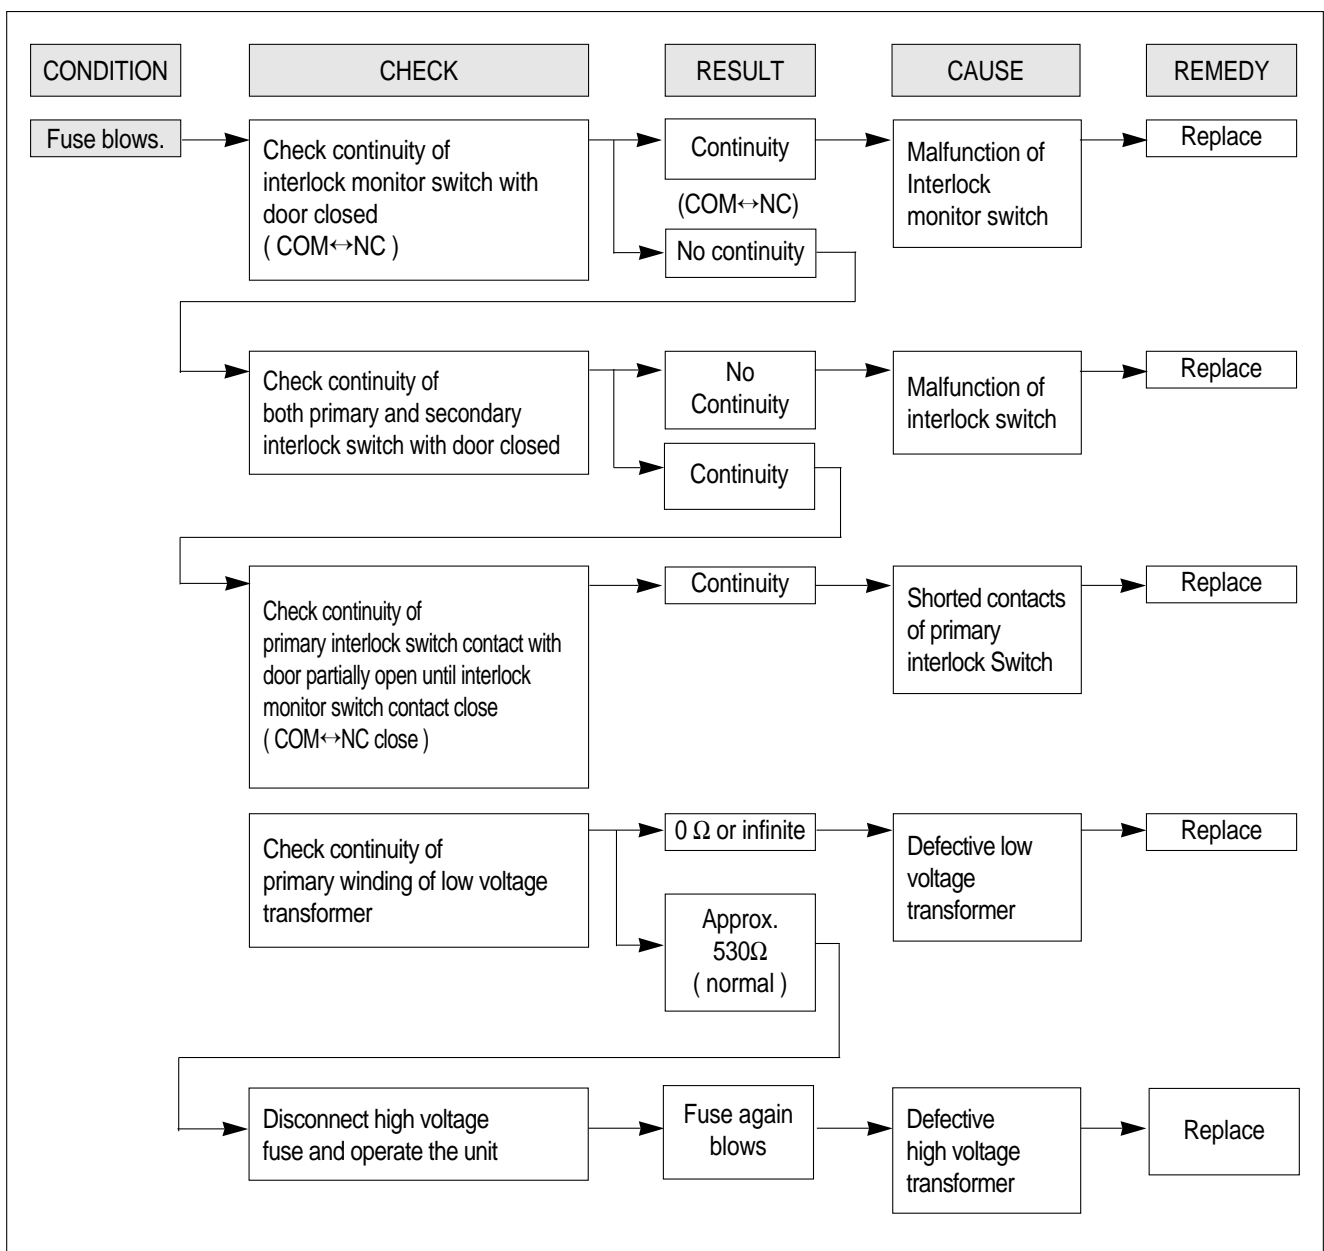 CONDITION
CHECK
RESULT
CAUSE
REMEDY
Fuse blows.
Check continuity of
interlock monitor switch with
door closed
( COM↔NC )
Continuity
(COM↔NC)
No continuity
Malfunction of
Interlock
monitor switch
Replace
Check continuity of
both primary and secondary
interlock switch with door closed
No
Continuity
Continuity
Malfunction of
interlock switch
Replace
Check continuity of
primary interlock switch contact with
door partially open until interlock
monitor switch contact close
( COM↔NC close )
Continuity
Shorted contacts
of primary
interlock Switch
Replace
Check continuity of
primary winding of low voltage
transformer
0 Ω or infinite
Approx.
530Ω
( normal )
Defective low
voltage
transformer
Replace
Disconnect high voltage
fuse and operate the unit
Fuse again
blows
Defective
high voltage
transformer
Replace